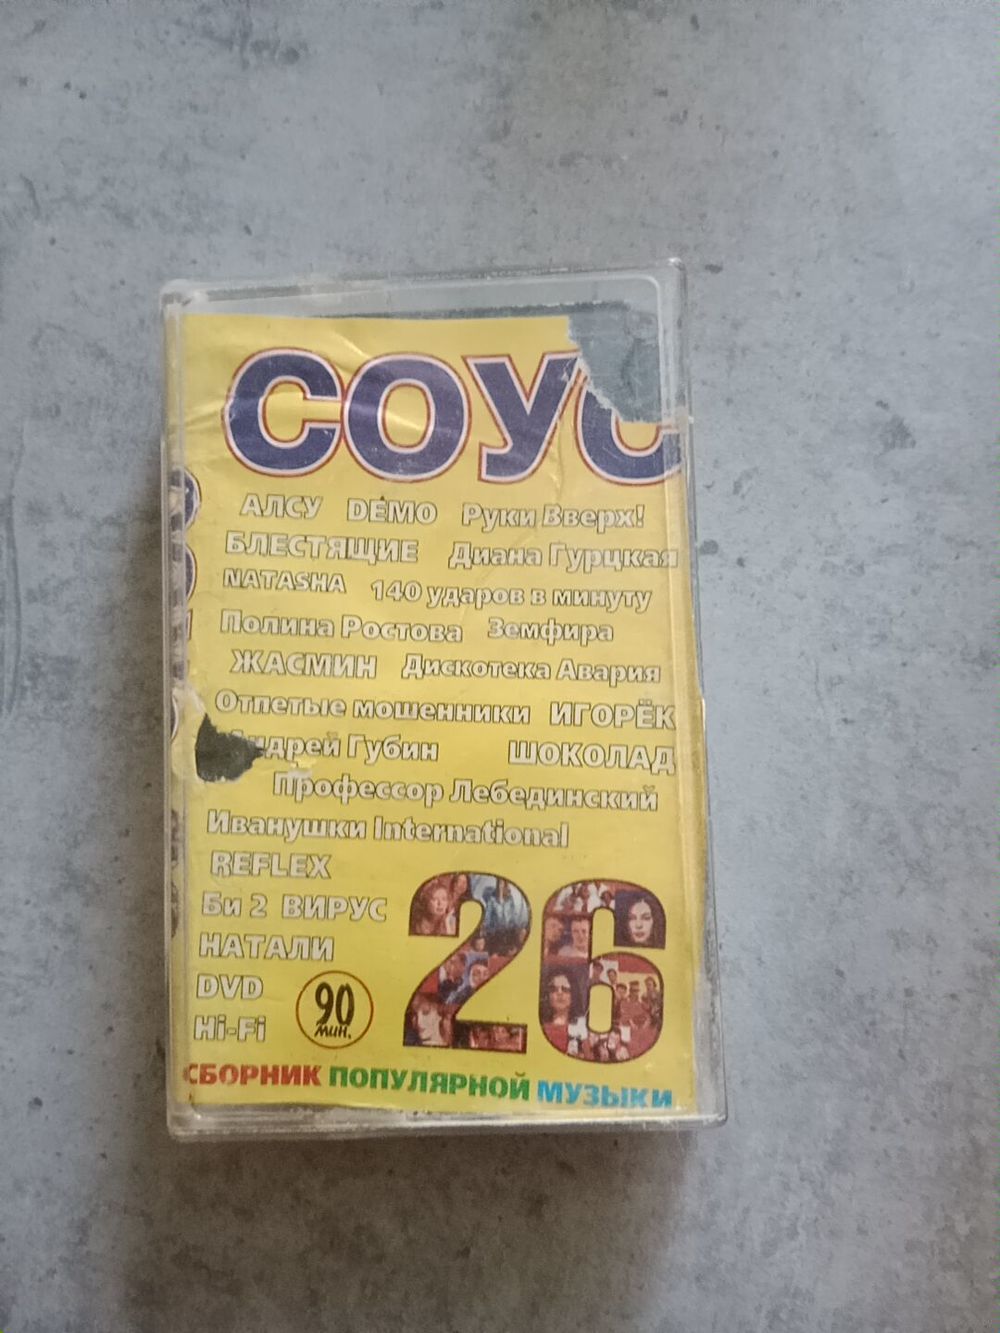 СОУС
АЛСУ DEMO Руки Вверх!
БЛЕСТЯЩИЕ Диана Гурцкая
NATASHA 140 ударов в минуту
Полина Ростова Земфира
ЖАСМИН Дискотека Авария
Отпетые мошенники ИГОРЁК
Андрей Губин ШОКОЛАД
Профессор Лебединский
Иванушки International
REFLEX
Би 2 ВИРУС
НАТАЛИ
DVD
Hi-Fi
90
мин.
26
СБОРНИК ПОПУЛЯРНОЙ МУЗЫКИ